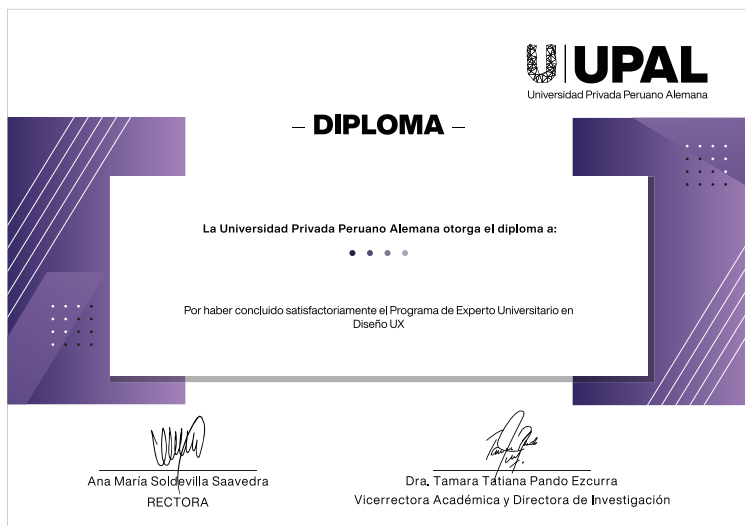 UPAL
Universidad Privada Peruano Alemana
– DIPLOMA –
La Universidad Privada Peruano Alemana otorga el diploma a:
Por haber concluido satisfactoriamente el Programa de Experto Universitario en
Diseño UX
Ana María Soldevilla Saavedra
RECTORA
Dra. Tamara Tatiana Pando Ezcurra
Vicerrectora Académica y Directora de Investigación